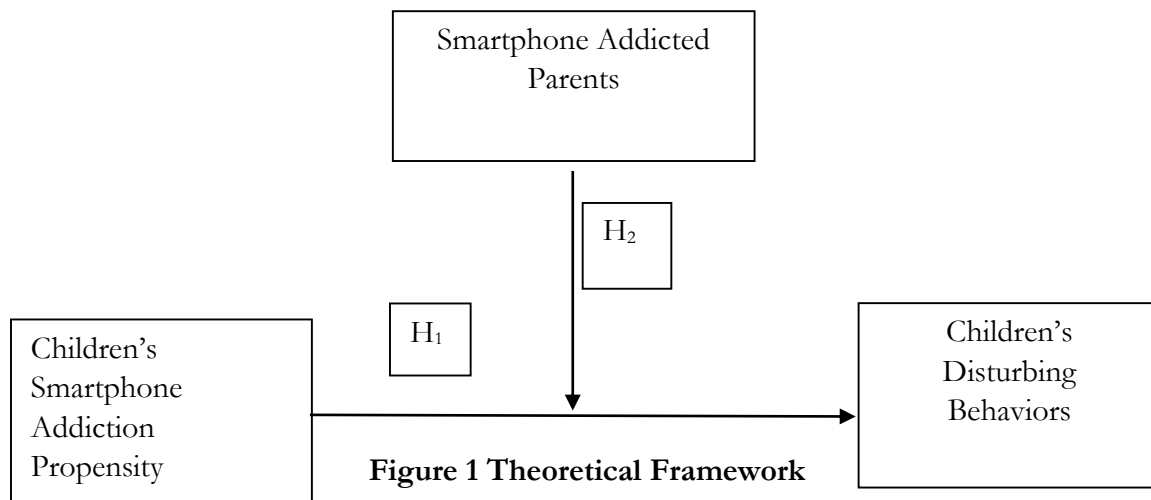 Smartphone Addicted
Parents
H₂
H₁
Children’s
Smartphone
Addiction
Propensity
Children’s
Disturbing
Behaviors
Figure 1 Theoretical Framework